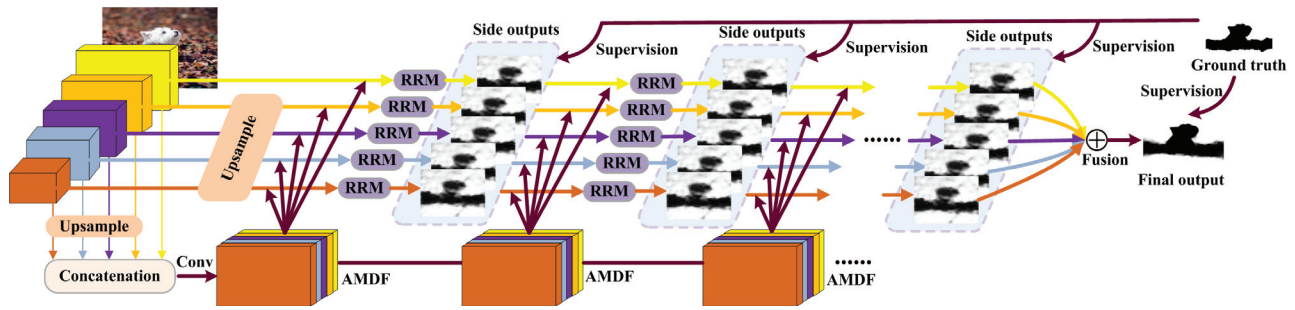 Side outputs
Side outputs
Side outputs
Supervision
Supervision
Supervision
Ground truth
Supervision
RRM
RRM
RRM
RRM
RRM
RRM
RRM
RRM
RRM
RRM
Upsample
......
Fusion
Final output
Upsample
Concatenation
Conv
AMDF
AMDF
AMDF
......